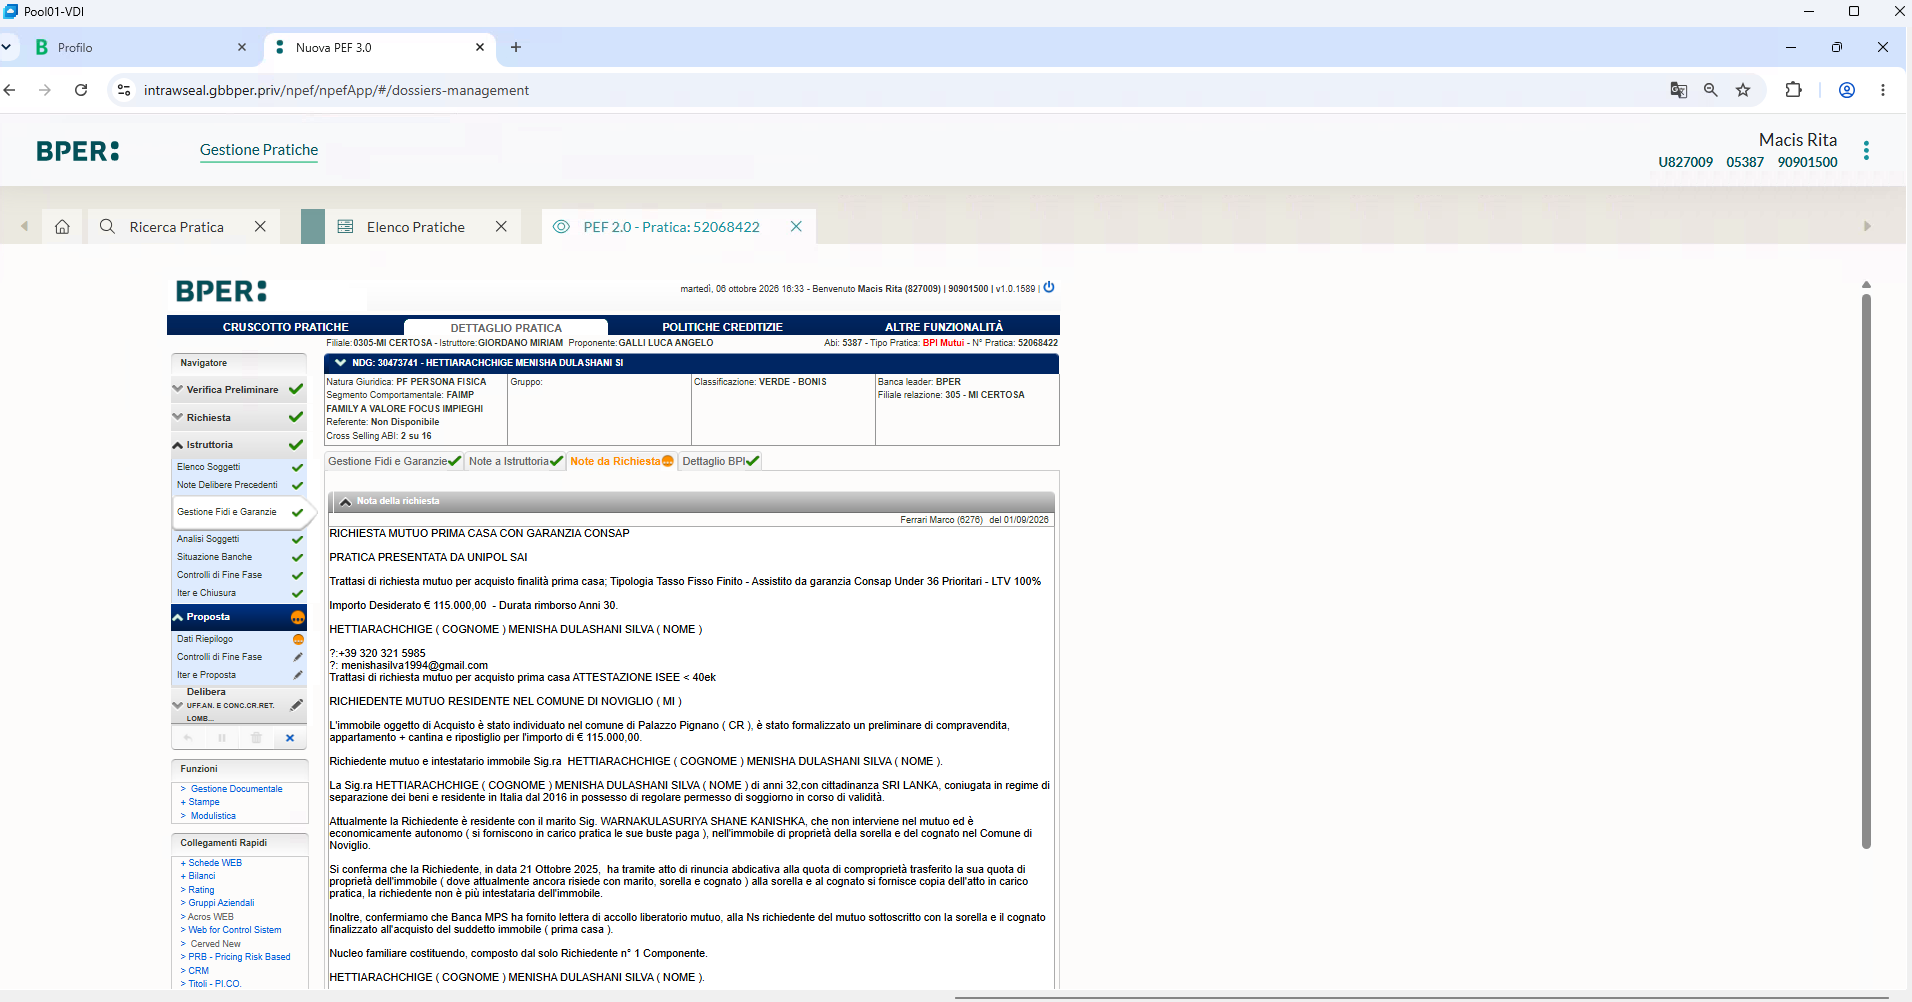 Pool01-VDI
Profilo
Nuova PEF 3.0
intrawseal.gbbper.priv/npef/npefApp/#/dossiers-management
BPER:
Gestione Pratiche
Macis Rita
U827009 05387 90901500
Ricerca Pratica
Elenco Pratiche
PEF 2.0 - Pratica: 52068422
BPER:
martedì, 06 ottobre 2026 16:33 - Benvenuto Macis Rita (827009) | 90901500 | v1.0.1589 |
CRUSCOTTO PRATICHE
DETTAGLIO PRATICA
POLITICHE CREDITIZIE
ALTRE FUNZIONALITÀ
Filiale: 0305-MI CERTOSA - Istruttore: GIORDANO MIRIAM Proponente: GALLI LUCA ANGELO
Abi: 5387 - Tipo Pratica: BPI Mutui - N° Pratica: 52068422
Navigatore
Verifica Preliminare
Richiesta
Istruttoria
Elenco Soggetti
Note Delibere Precedenti
Gestione Fidi e Garanzie
Analisi Soggetti
Situazione Banche
Controlli di Fine Fase
Iter e Chiusura
Proposta
Dati Riepilogo
Controlli di Fine Fase
Iter e Proposta
Delibera
UFF.AN. E CONC.CR.RET.
LOMB...
Funzioni
> Gestione Documentale
+ Stampe
> Modulistica
Collegamenti Rapidi
+ Schede WEB
+ Bilanci
> Rating
> Gruppi Aziendali
> Acros WEB
> Web for Control Sistem
> Cerved New
> PRB - Pricing Risk Based
> CRM
> Titoli - PI.CO.
NDG: 30473741 - HETTIARACHCHIGE MENISHA DULASHANI SI
Natura Giuridica: PF PERSONA FISICA
Segmento Comportamentale: FAIMP
FAMILY A VALORE FOCUS IMPIEGHI
Referente: Non Disponibile
Cross Selling ABI: 2 su 16
Gruppo:
Classificazione: VERDE - BONIS
Banca leader: BPER
Filiale relazione: 305 - MI CERTOSA
Gestione Fidi e Garanzie
Note a Istruttoria
Note da Richiesta
Dettaglio BPI
Nota della richiesta
Ferrari Marco (6276) del 01/09/2026
RICHIESTA MUTUO PRIMA CASA CON GARANZIA CONSAP
PRATICA PRESENTATA DA UNIPOL SAI
Trattasi di richiesta mutuo per acquisto finalità prima casa; Tipologia Tasso Fisso Finito - Assistito da garanzia Consap Under 36 Prioritari - LTV 100%
Importo Desiderato € 115.000,00 - Durata rimborso Anni 30.
HETTIARACHCHIGE ( COGNOME ) MENISHA DULASHANI SILVA ( NOME )
?:+39 320 321 5985
?: menishasilva1994@gmail.com
Trattasi di richiesta mutuo per acquisto prima casa ATTESTAZIONE ISEE < 40ek
RICHIEDENTE MUTUO RESIDENTE NEL COMUNE DI NOVIGLIO ( MI )
L'immobile oggetto di Acquisto è stato individuato nel comune di Palazzo Pignano ( CR ), è stato formalizzato un preliminare di compravendita,
appartamento + cantina e ripostiglio per l'importo di € 115.000,00.
Richiedente mutuo e intestatario immobile Sig.ra HETTIARACHCHIGE ( COGNOME ) MENISHA DULASHANI SILVA ( NOME ).
La Sig.ra HETTIARACHCHIGE ( COGNOME ) MENISHA DULASHANI SILVA ( NOME ) di anni 32,con cittadinanza SRI LANKA, coniugata in regime di
separazione dei beni e residente in Italia dal 2016 in possesso di regolare permesso di soggiorno in corso di validità.
Attualmente la Richiedente è residente con il marito Sig. WARNAKULASURIYA SHANE KANISHKA, che non interviene nel mutuo ed è
economicamente autonomo ( si forniscono in carico pratica le sue buste paga ), nell'immobile di proprietà della sorella e del cognato nel Comune di
Noviglio.
Si conferma che la Richiedente, in data 21 Ottobre 2025, ha tramite atto di rinuncia abdicativa alla quota di comproprietà trasferito la sua quota di
proprietà dell'immobile ( dove attualmente ancora risiede con marito, sorella e cognato ) alla sorella e al cognato si fornisce copia dell'atto in carico
pratica, la richiedente non è più intestataria dell'immobile.
Inoltre, confermiamo che Banca MPS ha fornito lettera di accollo liberatorio mutuo, alla Ns richiedente del mutuo sottoscritto con la sorella e il cognato
finalizzato all'acquisto del suddetto immobile ( prima casa ).
Nucleo familiare costituendo, composto dal solo Richiedente n° 1 Componente.
HETTIARACHCHIGE ( COGNOME ) MENISHA DULASHANI SILVA ( NOME ).